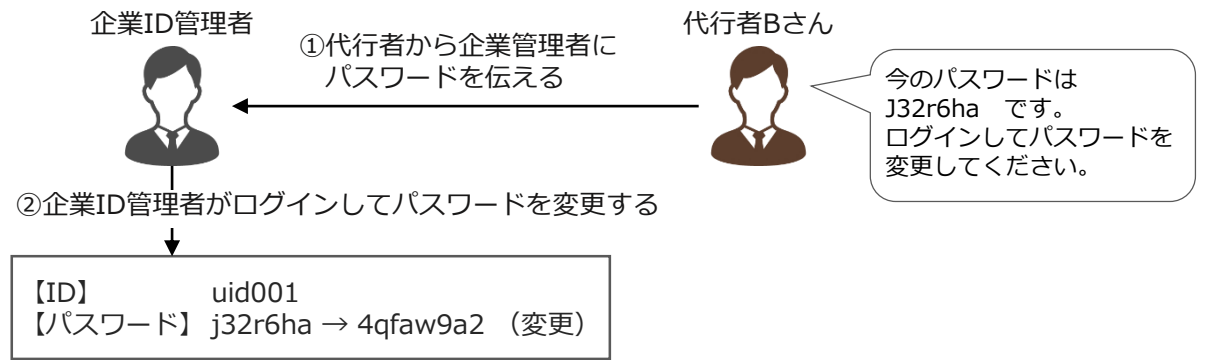 企業ID管理者
代行者Bさん
①代行者から企業管理者に
パスワードを伝える
今のパスワードは
J32r6ha　です。
ログインしてパスワードを
変更してください。
②企業ID管理者がログインしてパスワードを変更する
【ID】　uid001
【パスワード】 j32r6ha → 4qfaw9a2 （変更）